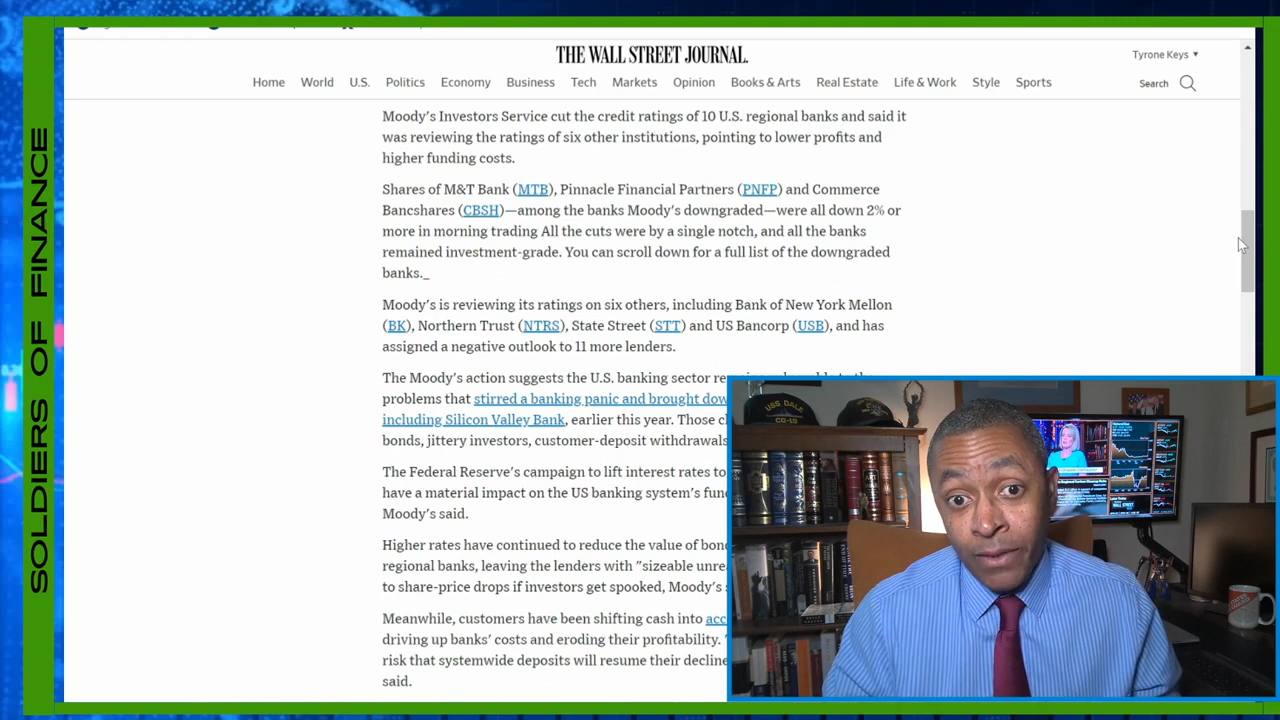 SOLDIERS OF FINANCE
THE WALL STREET JOURNAL.
Tyrone Keys
Home World U.S. Politics Economy Business Tech Markets Opinion Books & Arts Real Estate Life & Work Style Sports
Search
Moody's Investors Service cut the credit ratings of 10 U.S. regional banks and said it
was reviewing the ratings of six other institutions, pointing to lower profits and
higher funding costs.
Shares of M&T Bank (MTB), Pinnacle Financial Partners (PNFP) and Commerce
Bancshares (CBSH)—among the banks Moody's downgraded—were all down 2% or
more in morning trading All the cuts were by a single notch, and all the banks
remained investment-grade. You can scroll down for a full list of the downgraded
banks._
Moody's is reviewing its ratings on six others, including Bank of New York Mellon
(BK), Northern Trust (NTRS), State Street (STT) and US Bancorp (USB), and has
assigned a negative outlook to 11 more lenders.
The Moody's action suggests the U.S. banking sector
problems that stirred a banking panic and brought
including Silicon Valley Bank, earlier this year. Those
bonds, jittery investors, customer-deposit withdrawals
The Federal Reserve's campaign to lift interest rates to
have a material impact on the US banking system's
Moody's said.
Higher rates have continued to reduce the value of
regional banks, leaving the lenders with "sizeable
to share-price drops if investors get spooked, Moody's
Meanwhile, customers have been shifting cash into
driving up banks' costs and eroding their profitability.
risk that systemwide deposits will resume their decline
said.
USS DALE
CG-19